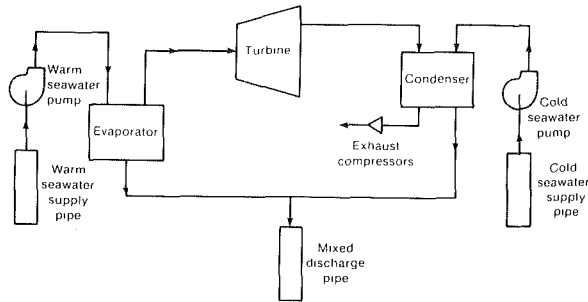 Warm
seawater
pump
Turbine
Condenser
Evaporator
Cold
seawater
pump
Exhaust
compressors
Warm
seawater
supply
pipe
Cold
seawater
supply
pipe
Mixed
discharge
pipe